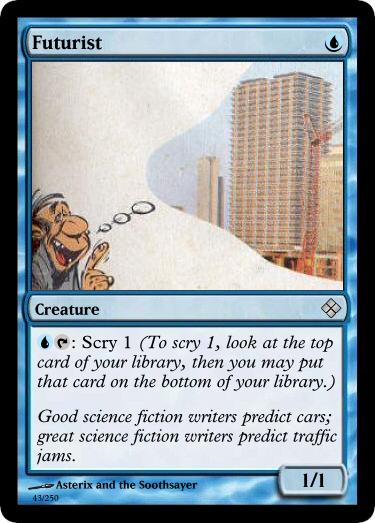 Futurist
Creature
: Scry 1 (To scry 1, look at the top
card of your library, then you may put
that card on the bottom of your library.)
Good science fiction writers predict cars;
great science fiction writers predict traffic
jams.
1/1
Asterix and the Soothsayer
43/250